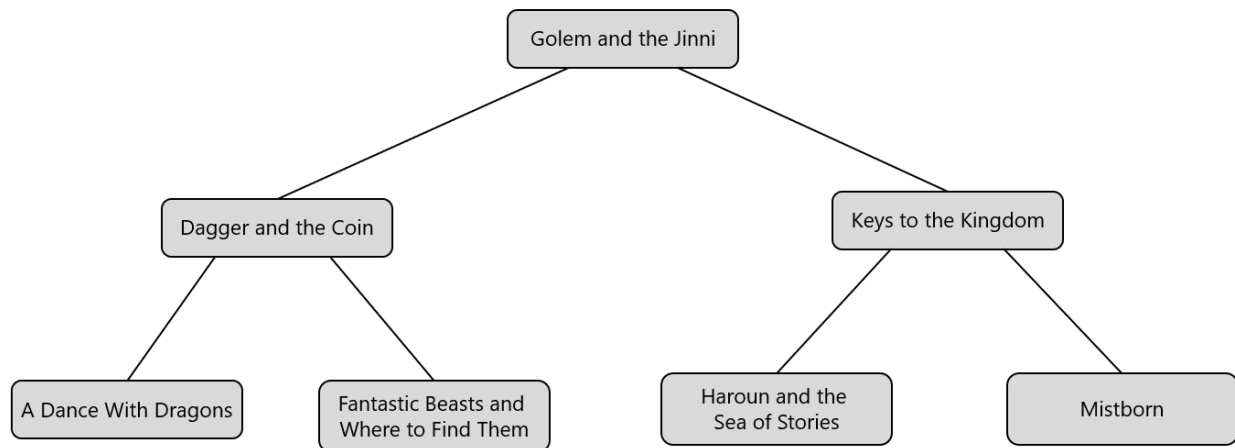 Golem and the Jinni
Dagger and the Coin
Keys to the Kingdom
A Dance With Dragons
Fantastic Beasts and
Where to Find Them
Haroun and the
Sea of Stories
Mistborn